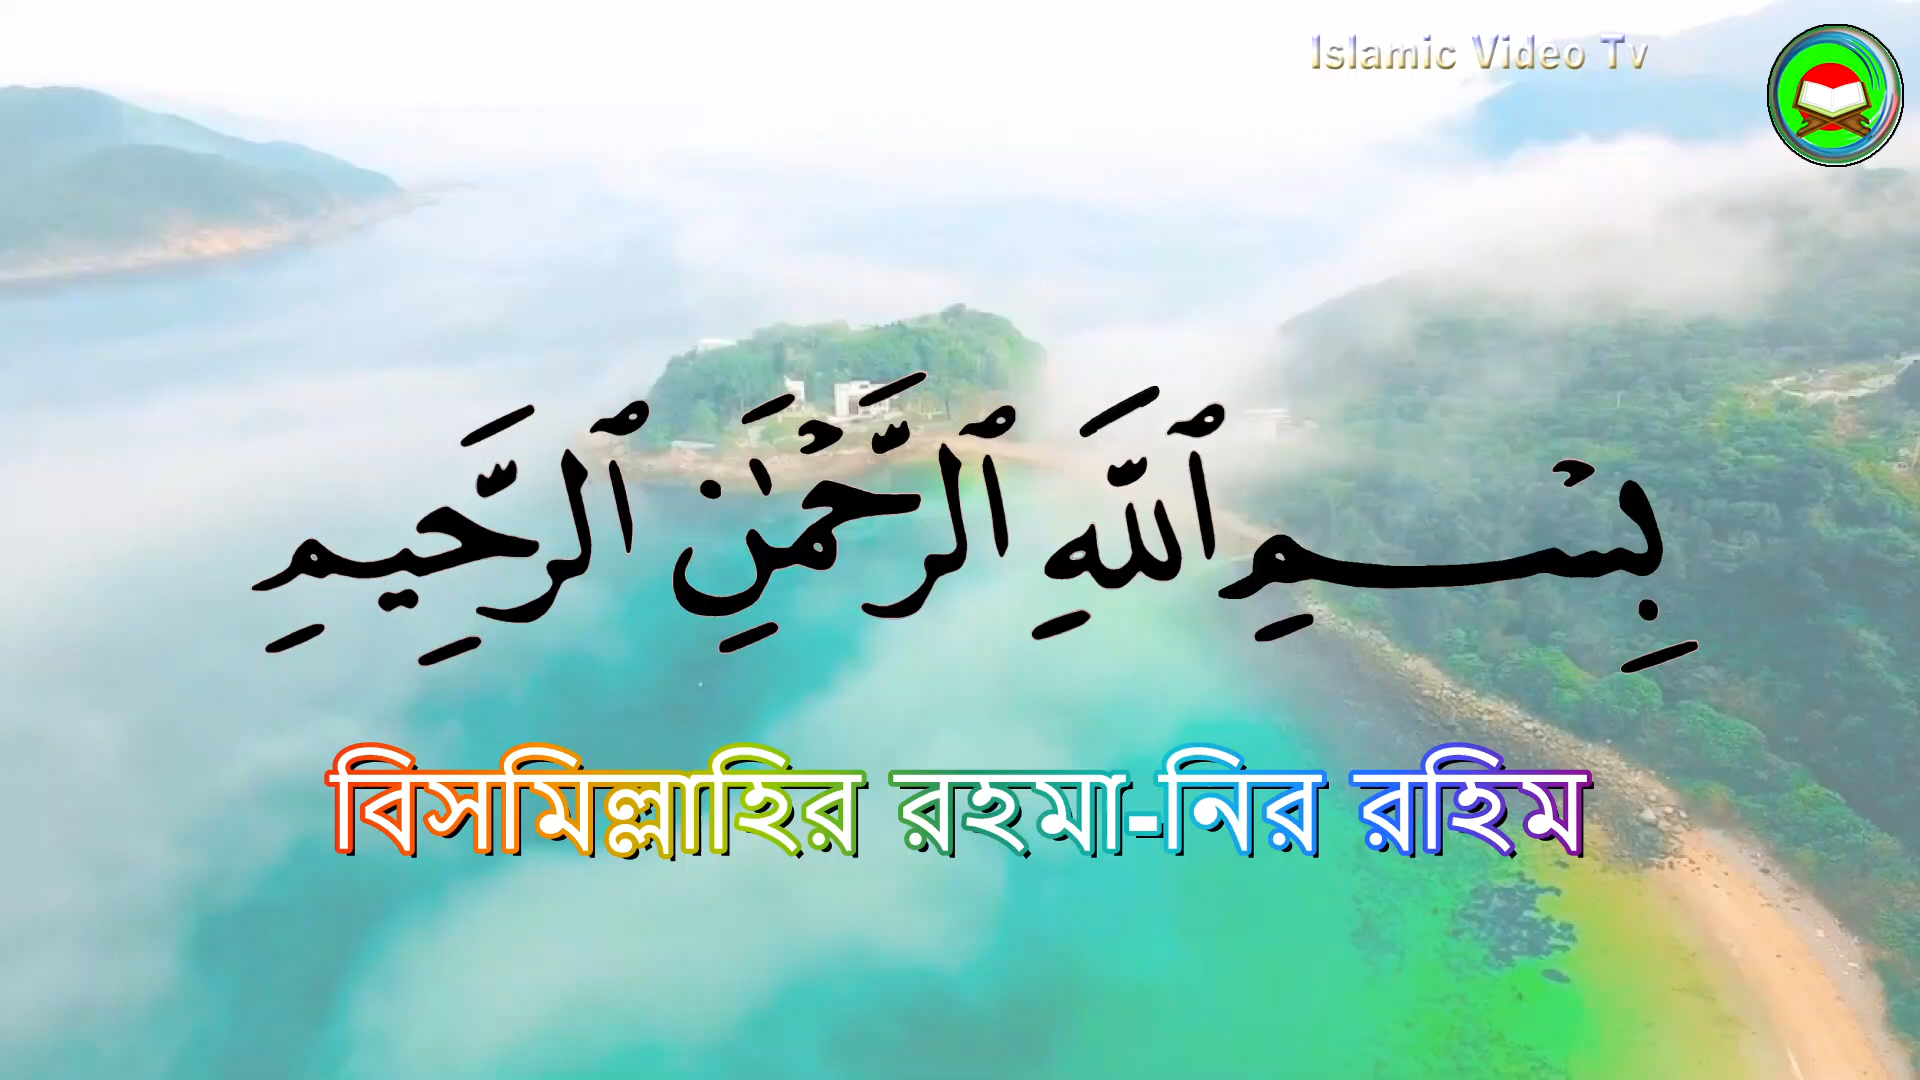 Islamic Video Tv
بِسْمِ ٱللَّهِ ٱلرَّحْمَٰنِ ٱلرَّحِيمِ
বিসমিল্লাহির রহমা-নির রহিম